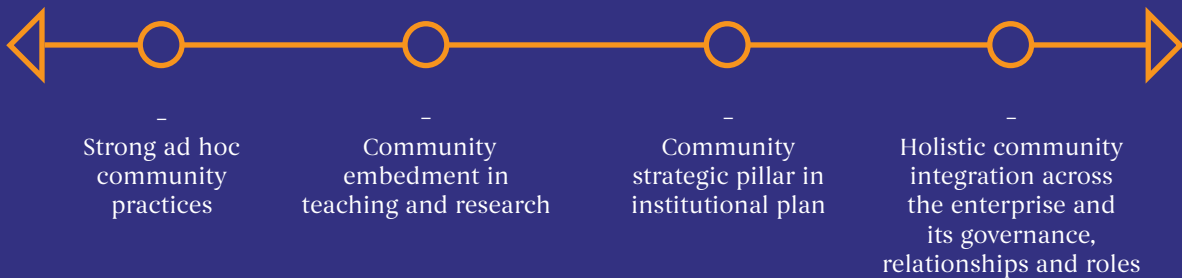 –
Strong ad hoc
community
practices
–
Community
embedment in
teaching and research
–
Community
strategic pillar in
institutional plan
–
Holistic community
integration across
the enterprise and
its governance,
relationships and roles